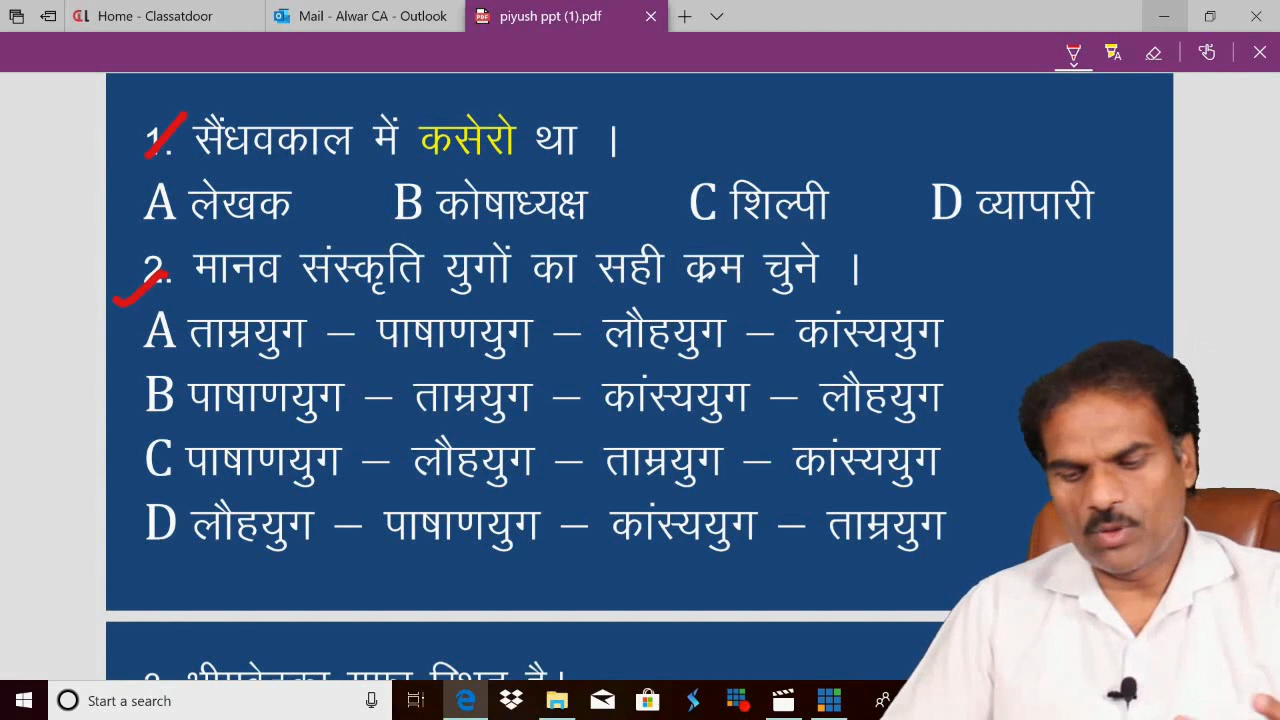 Home - Classatdoor
Mail - Alwar CA - Outlook
piyush ppt (1).pdf
1. सैंधवकाल में कसेरो था ।
A लेखक B कोषाध्यक्ष C शिल्पी D व्यापारी
2. मानव संस्कृति युगों का सही क्रम चुने ।
A ताम्रयुग – पाषाणयुग – लौहयुग – कांस्ययुग
B पाषाणयुग – ताम्रयुग – कांस्ययुग – लौहयुग
C पाषाणयुग – लौहयुग – ताम्रयुग – कांस्ययुग
D लौहयुग – पाषाणयुग – कांस्ययुग – ताम्रयुग
Start a search